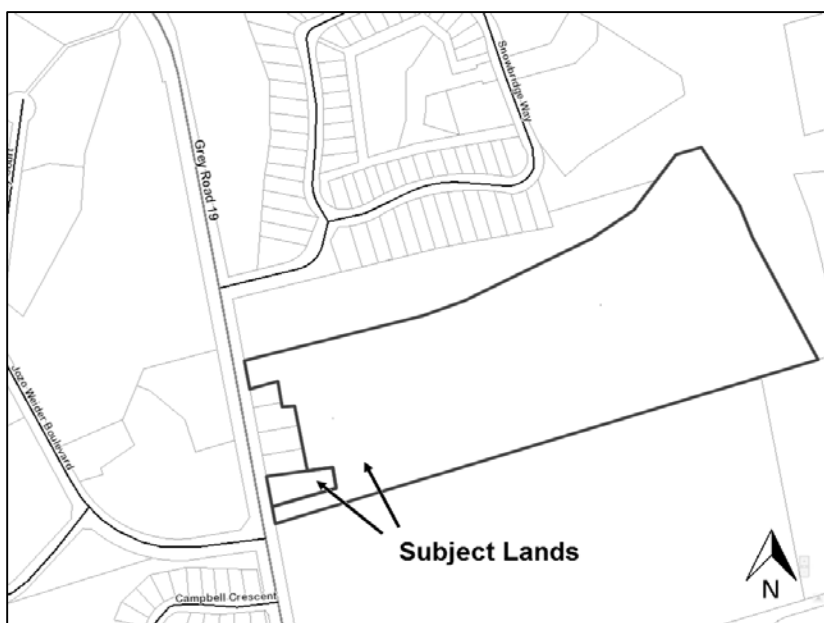 Snowbridge Way
Grey Road 19
Jozo Weider Boulevard
Subject Lands
Campbell Crescent
N